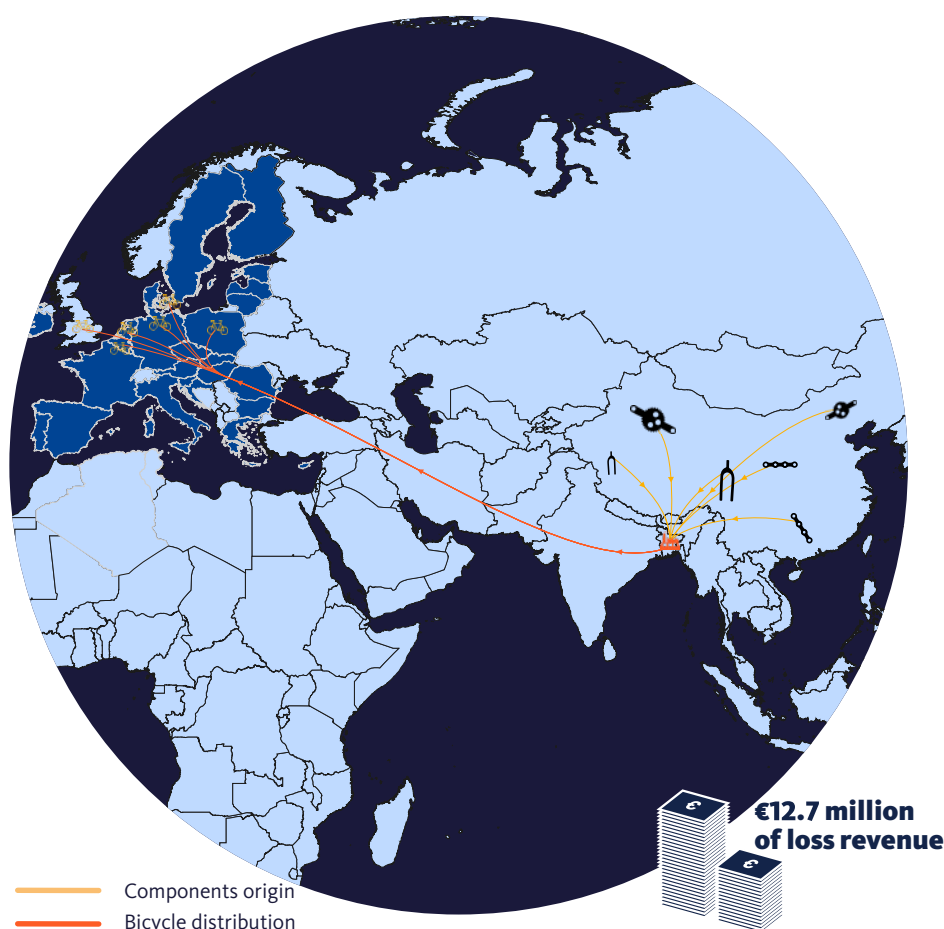 €
€12.7 million
of loss revenue
€
Components origin
Bicycle distribution